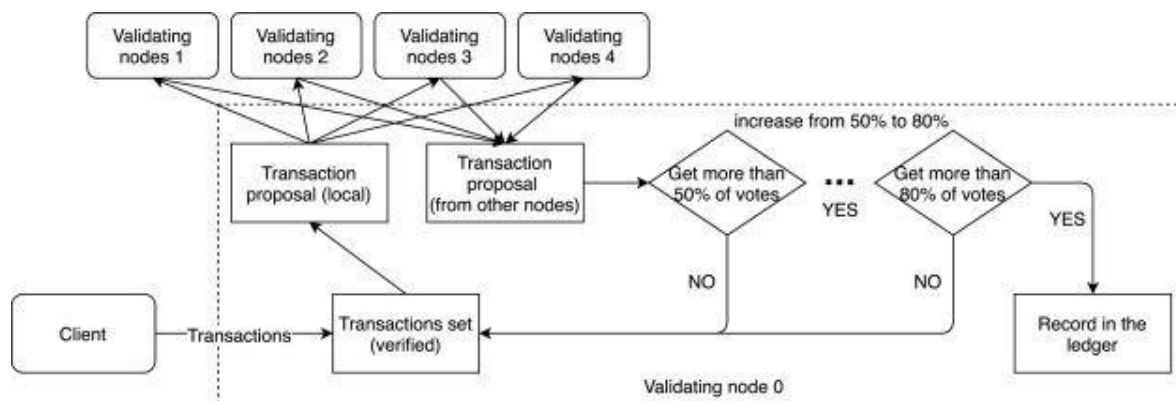 Validating
nodes 1
Validating
nodes 2
Validating
nodes 3
Validating
nodes 4
increase from 50% to 80%
Transaction
proposal (local)
Transaction
proposal
(from other nodes)
Get more than
50% of votes
...
YES
Get more than
80% of votes
YES
NO
NO
Client
Transactions
Transactions set
(verified)
Record in the
ledger
Validating node 0